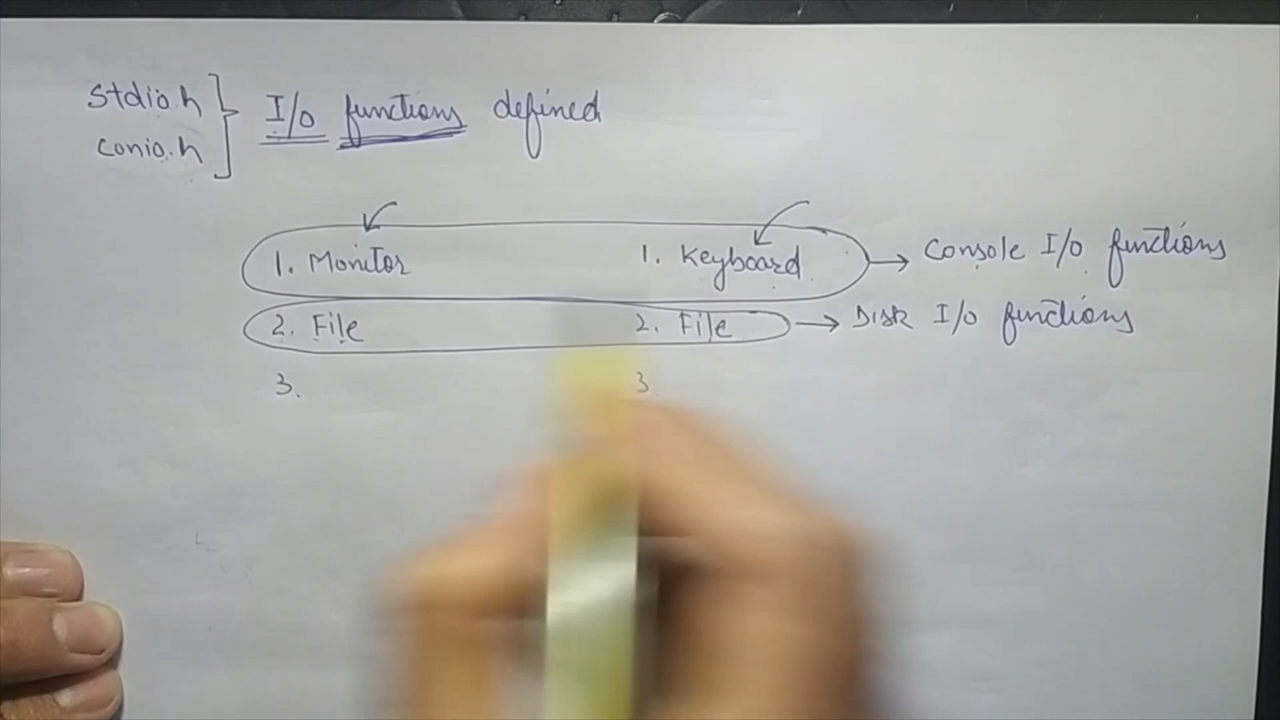 stdio.h
conio.h
I/O functions defined
1. Monitor 1. Keyboard → Console I/O functions
2. File 2. File → Disk I/O functions
3. 3